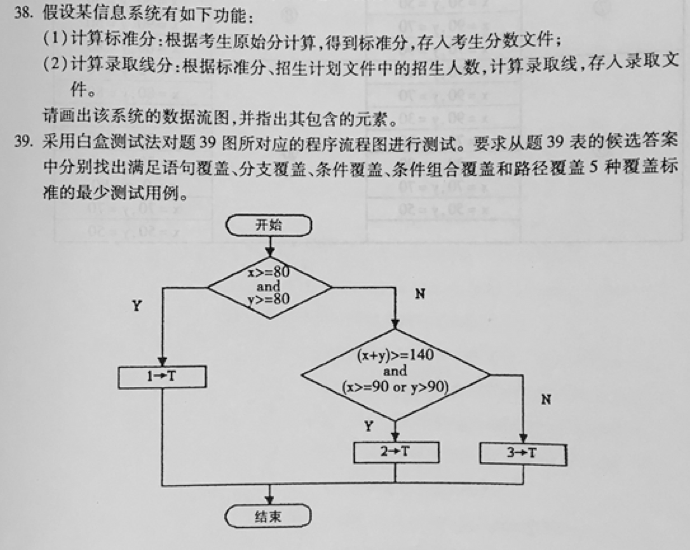 38. 假设某信息系统有如下功能：
(1)计算标准分：根据考生原始分计算，得到标准分，存入考生分数文件；
(2)计算录取线分：根据标准分、招生计划文件中的招生人数，计算录取线，存入录取文
件。
请画出该系统的数据流图，并指出其包含的元素。
39. 采用白盒测试法对题39图所对应的程序流程图进行测试。要求从题39表的候选答案
中分别找出满足语句覆盖、分支覆盖、条件覆盖、条件组合覆盖和路径覆盖5种覆盖标
准的最少测试用例。
开始
x>=80
and
y>=80
Y
N
1→T
(x+y)>=140
and
(x>=90 or y>90)
Y
N
2→T
3→T
结束